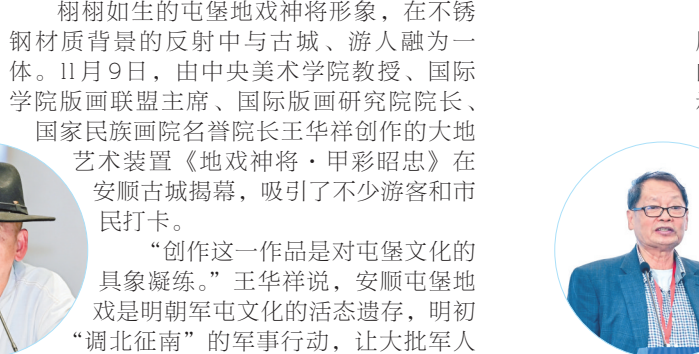 栩栩如生的屯堡地戏神将形象，在不锈
钢材质背景的反射中与古城、游人融为一
体。11月9日，由中央美术学院教授、国际
学院版画联盟主席、国际版画研究院院长、
国家民族画院名誉院长王华祥创作的大地
艺术装置《地戏神将·甲彩昭忠》在
安顺古城揭幕，吸引了不少游客和市
民打卡。
“创作这一作品是对屯堡文化的
具象凝练。”王华祥说，安顺屯堡地
戏是明朝军屯文化的活态遗存，明初
“调北征南”的军事行动，让大批军人